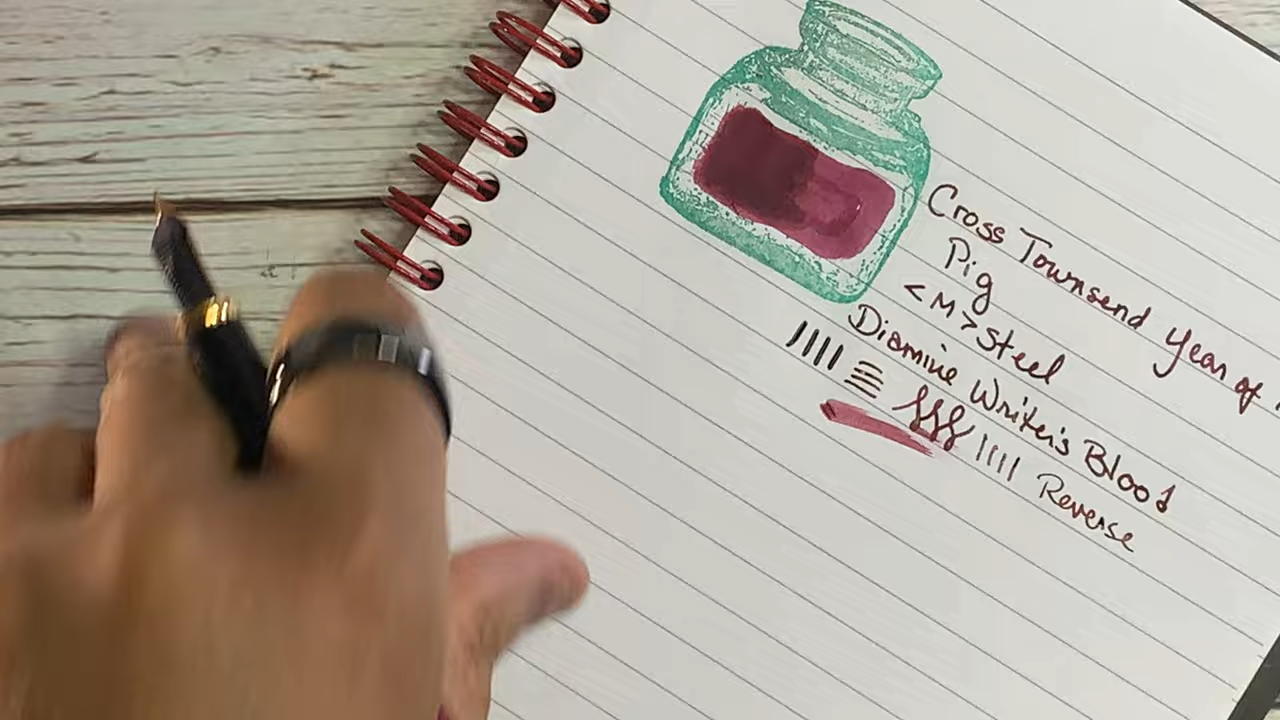 Cross Townsend Year of
Pig
<M> Steel
Diamine Writer's Blood
Reverse